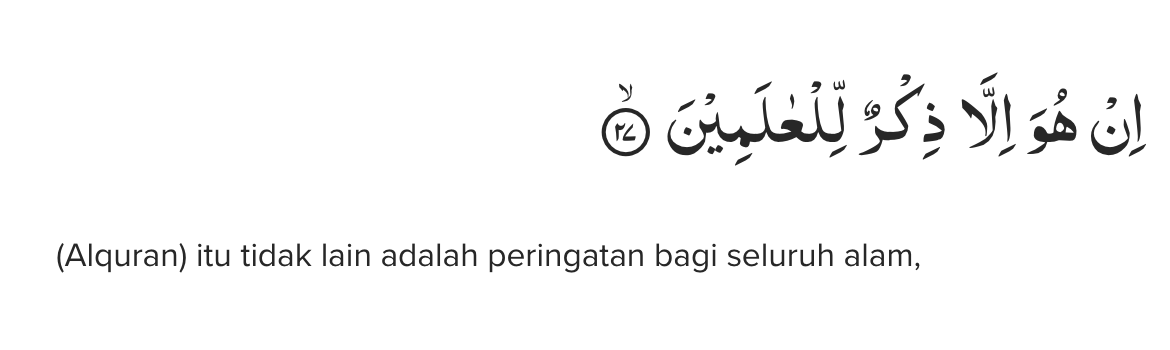 اِنْ هُوَ اِلَّا ذِكْرٌ لِّلْعٰلَمِيْنَ ۙ ٢٧
(Alquran) itu tidak lain adalah peringatan bagi seluruh alam,